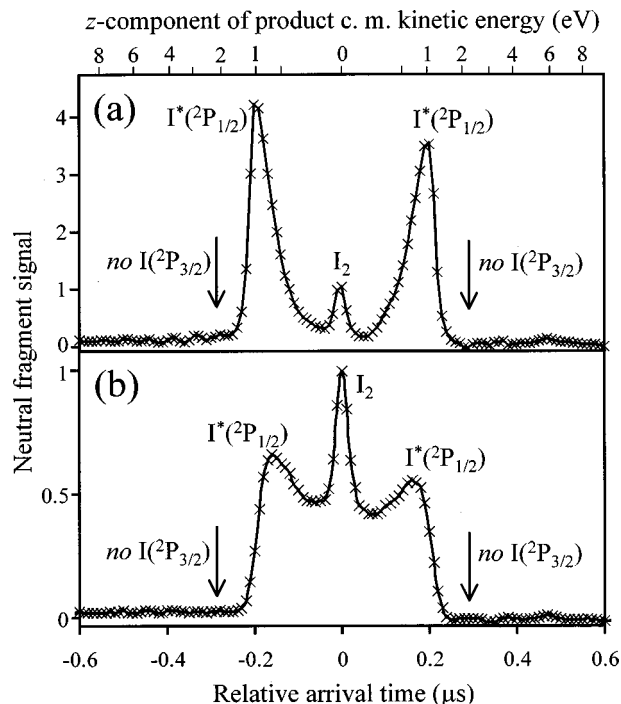 z-component of product c. m. kinetic energy (eV)
8 6 4 2 1 0 1 2 4 6 8
(a)
I*(²P₁/₂)
I*(²P₁/₂)
no I(²P₃/₂)
I₂
no I(²P₃/₂)
4
3
2
1
0
Neutral fragment signal
(b)
I₂
I*(²P₁/₂)
I*(²P₁/₂)
no I(²P₃/₂)
no I(²P₃/₂)
1
0.5
0
-0.6 -0.4 -0.2 0 0.2 0.4 0.6
Relative arrival time (μs)